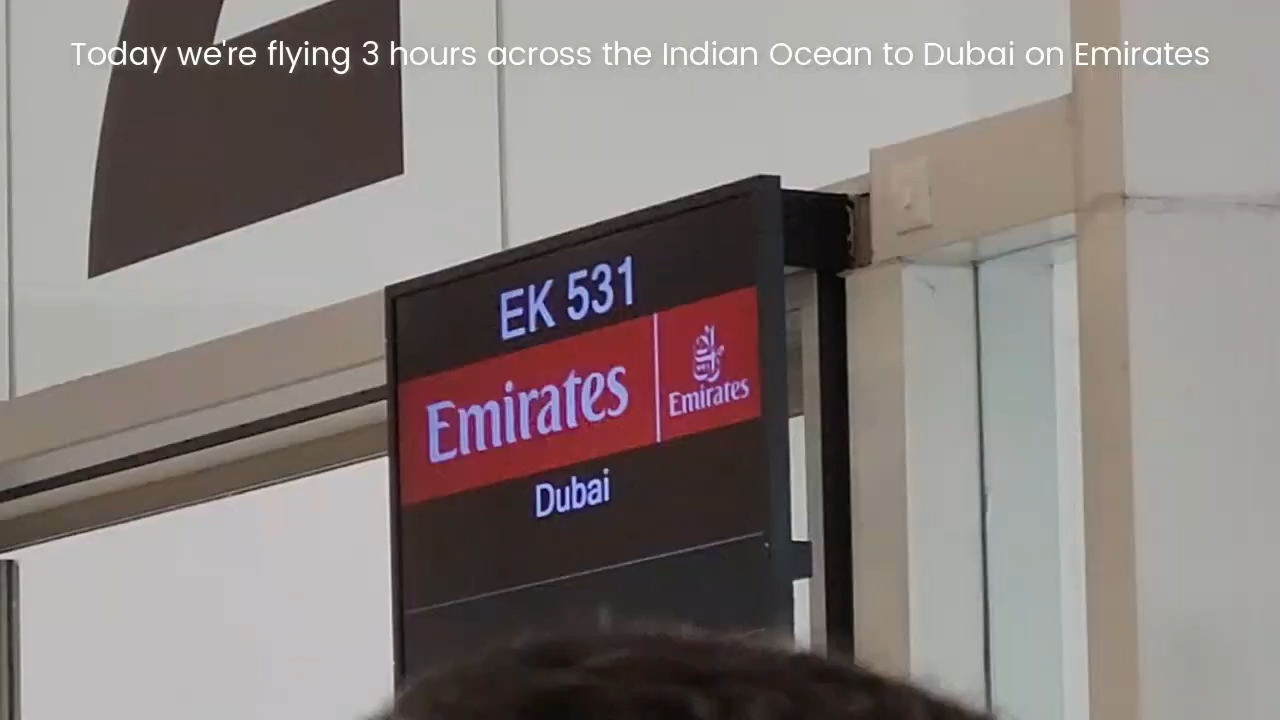 Today we're flying 3 hours across the Indian Ocean to Dubai on Emirates
EK 531
Emirates
Emirates
Dubai